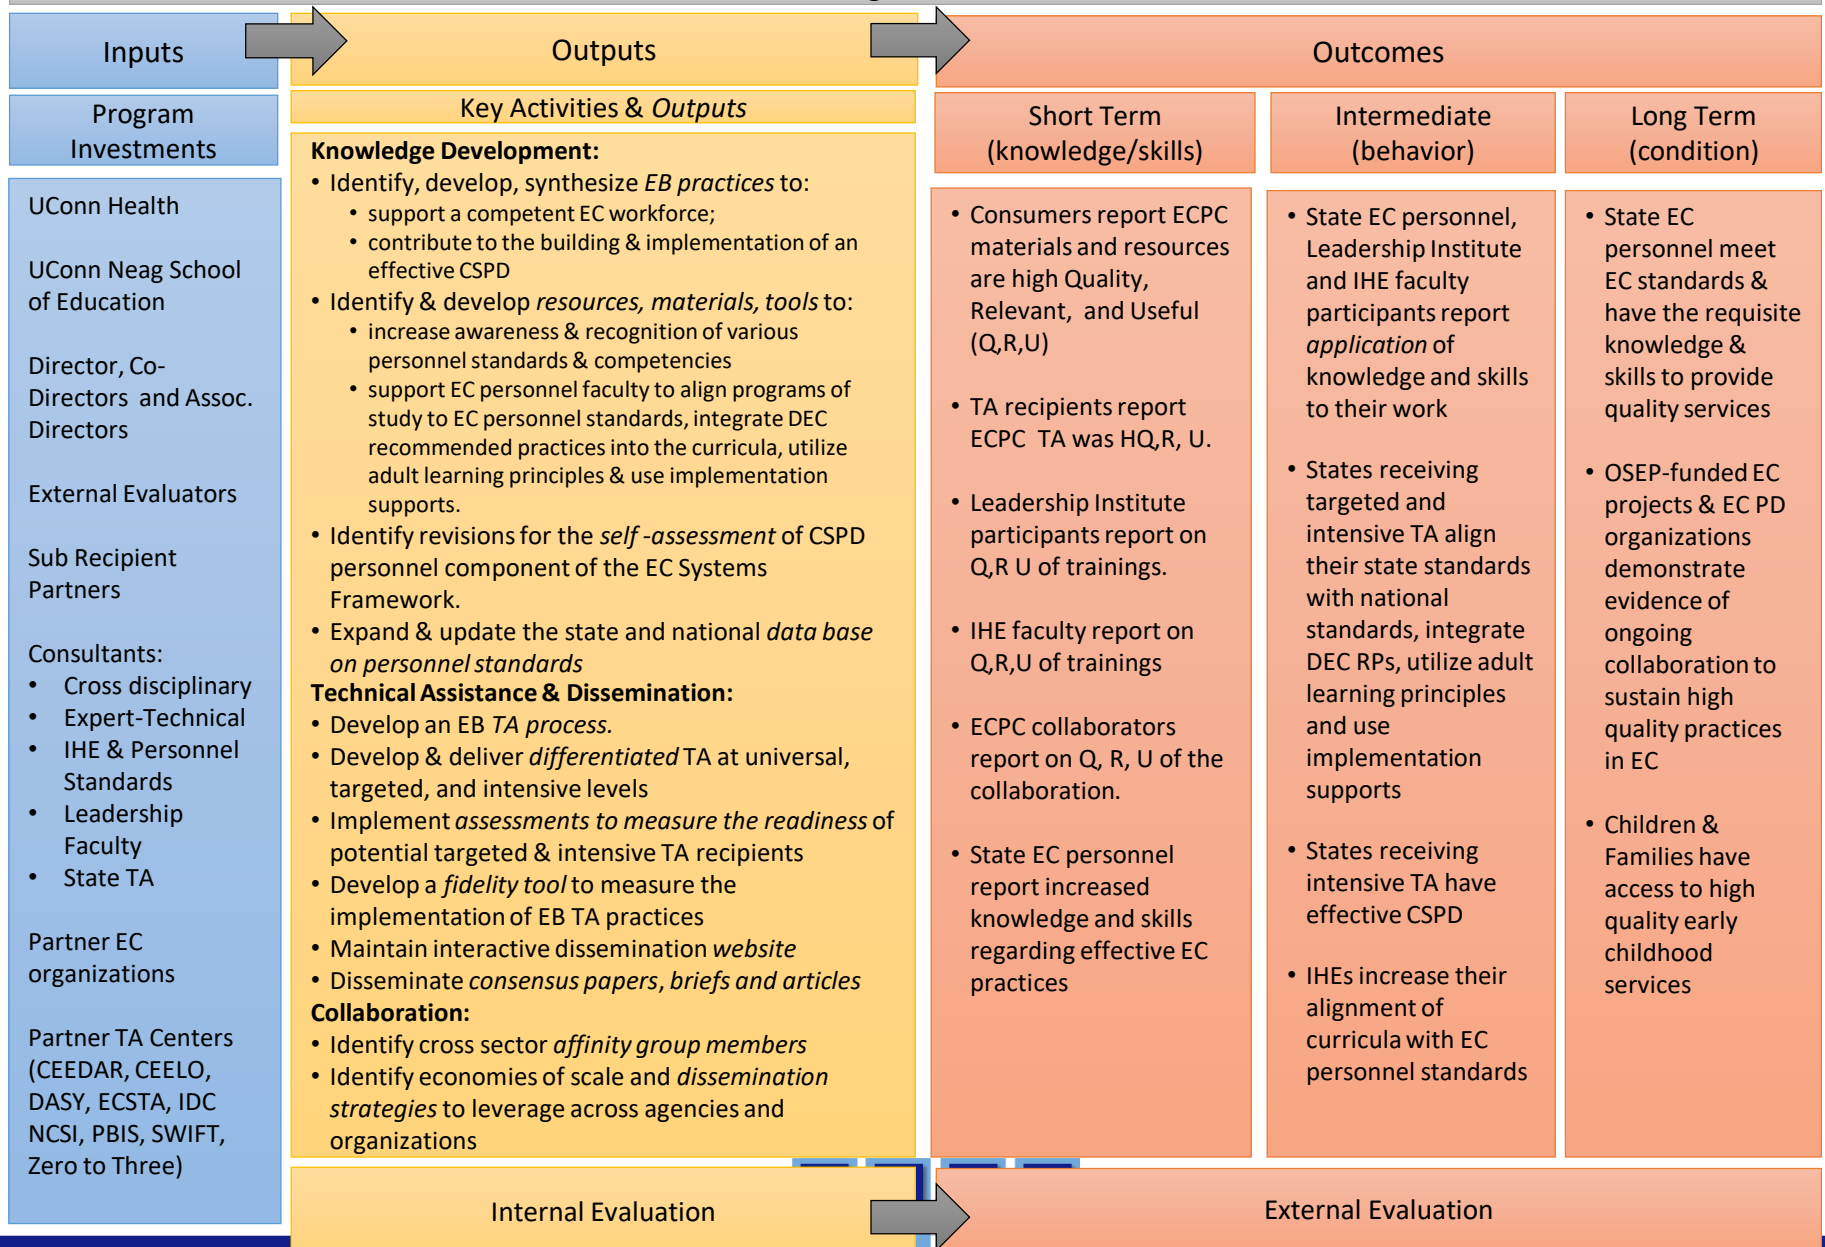 Inputs
Outputs
Outcomes
Program
Investments
Key Activities & Outputs
Short Term
(knowledge/skills)
Intermediate
(behavior)
Long Term
(condition)
UConn Health
UConn Neag School
of Education
Director, Co-
Directors and Assoc.
Directors
External Evaluators
Sub Recipient
Partners
Consultants:
• Cross disciplinary
• Expert-Technical
• IHE & Personnel
Standards
• Leadership
Faculty
• State TA
Partner EC
organizations
Partner TA Centers
(CEEDAR, CEELO,
DASY, ECSTA, IDC
NCSI, PBIS, SWIFT,
Zero to Three)
Knowledge Development:
• Identify, develop, synthesize EB practices to:
• support a competent EC workforce;
• contribute to the building & implementation of an
effective CSPD
• Identify & develop resources, materials, tools to:
• increase awareness & recognition of various
personnel standards & competencies
• support EC personnel faculty to align programs of
study to EC personnel standards, integrate DEC
recommended practices into the curricula, utilize
adult learning principles & use implementation
supports.
• Identify revisions for the self -assessment of CSPD
personnel component of the EC Systems
Framework.
• Expand & update the state and national data base
on personnel standards
Technical Assistance & Dissemination:
• Develop an EB TA process.
• Develop & deliver differentiated TA at universal,
targeted, and intensive levels
• Implement assessments to measure the readiness of
potential targeted & intensive TA recipients
• Develop a fidelity tool to measure the
implementation of EB TA practices
• Maintain interactive dissemination website
• Disseminate consensus papers, briefs and articles
Collaboration:
• Identify cross sector affinity group members
• Identify economies of scale and dissemination
strategies to leverage across agencies and
organizations
• Consumers report ECPC
materials and resources
are high Quality,
Relevant, and Useful
(Q,R,U)
• TA recipients report
ECPC TA was HQ,R, U.
• Leadership Institute
participants report on
Q,R U of trainings.
• IHE faculty report on
Q,R,U of trainings
• ECPC collaborators
report on Q, R, U of the
collaboration.
• State EC personnel
report increased
knowledge and skills
regarding effective EC
practices
• State EC personnel,
Leadership Institute
and IHE faculty
participants report
application of
knowledge and skills
to their work
• States receiving
targeted and
intensive TA align
their state standards
with national
standards, integrate
DEC RPs, utilize adult
learning principles
and use
implementation
supports
• States receiving
intensive TA have
effective CSPD
• IHEs increase their
alignment of
curricula with EC
personnel standards
• State EC
personnel meet
EC standards &
have the requisite
knowledge &
skills to provide
quality services
• OSEP-funded EC
projects & EC PD
organizations
demonstrate
evidence of
ongoing
collaboration to
sustain high
quality practices
in EC
• Children &
Families have
access to high
quality early
childhood
services
Internal Evaluation
External Evaluation